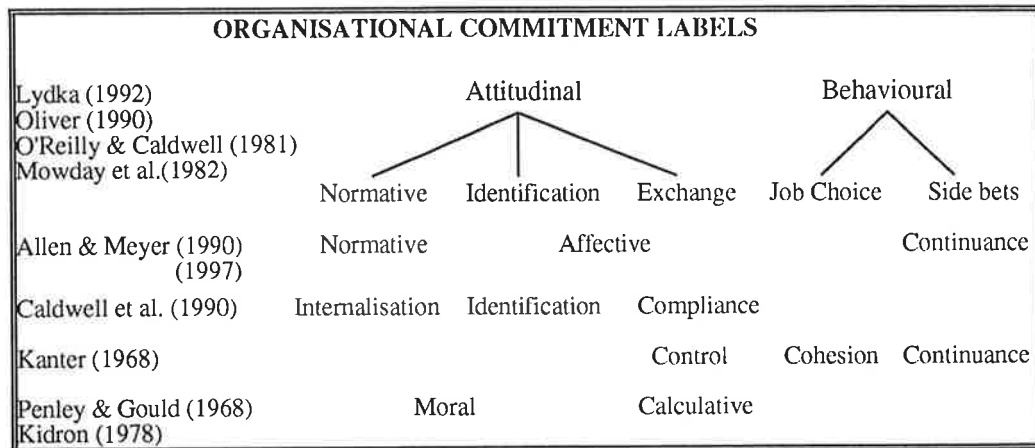 ORGANISATIONAL COMMITMENT LABELS
Lydka (1992) Attitudinal Behavioural
Oliver (1990)
O'Reilly & Caldwell (1981)
Mowday et al.(1982)
Normative Identification Exchange Job Choice Side bets
Allen & Meyer (1990) Normative Affective Continuance
(1997)
Caldwell et al. (1990) Internalisation Identification Compliance
Kanter (1968) Control Cohesion Continuance
Penley & Gould (1968) Moral Calculative
Kidron (1978)